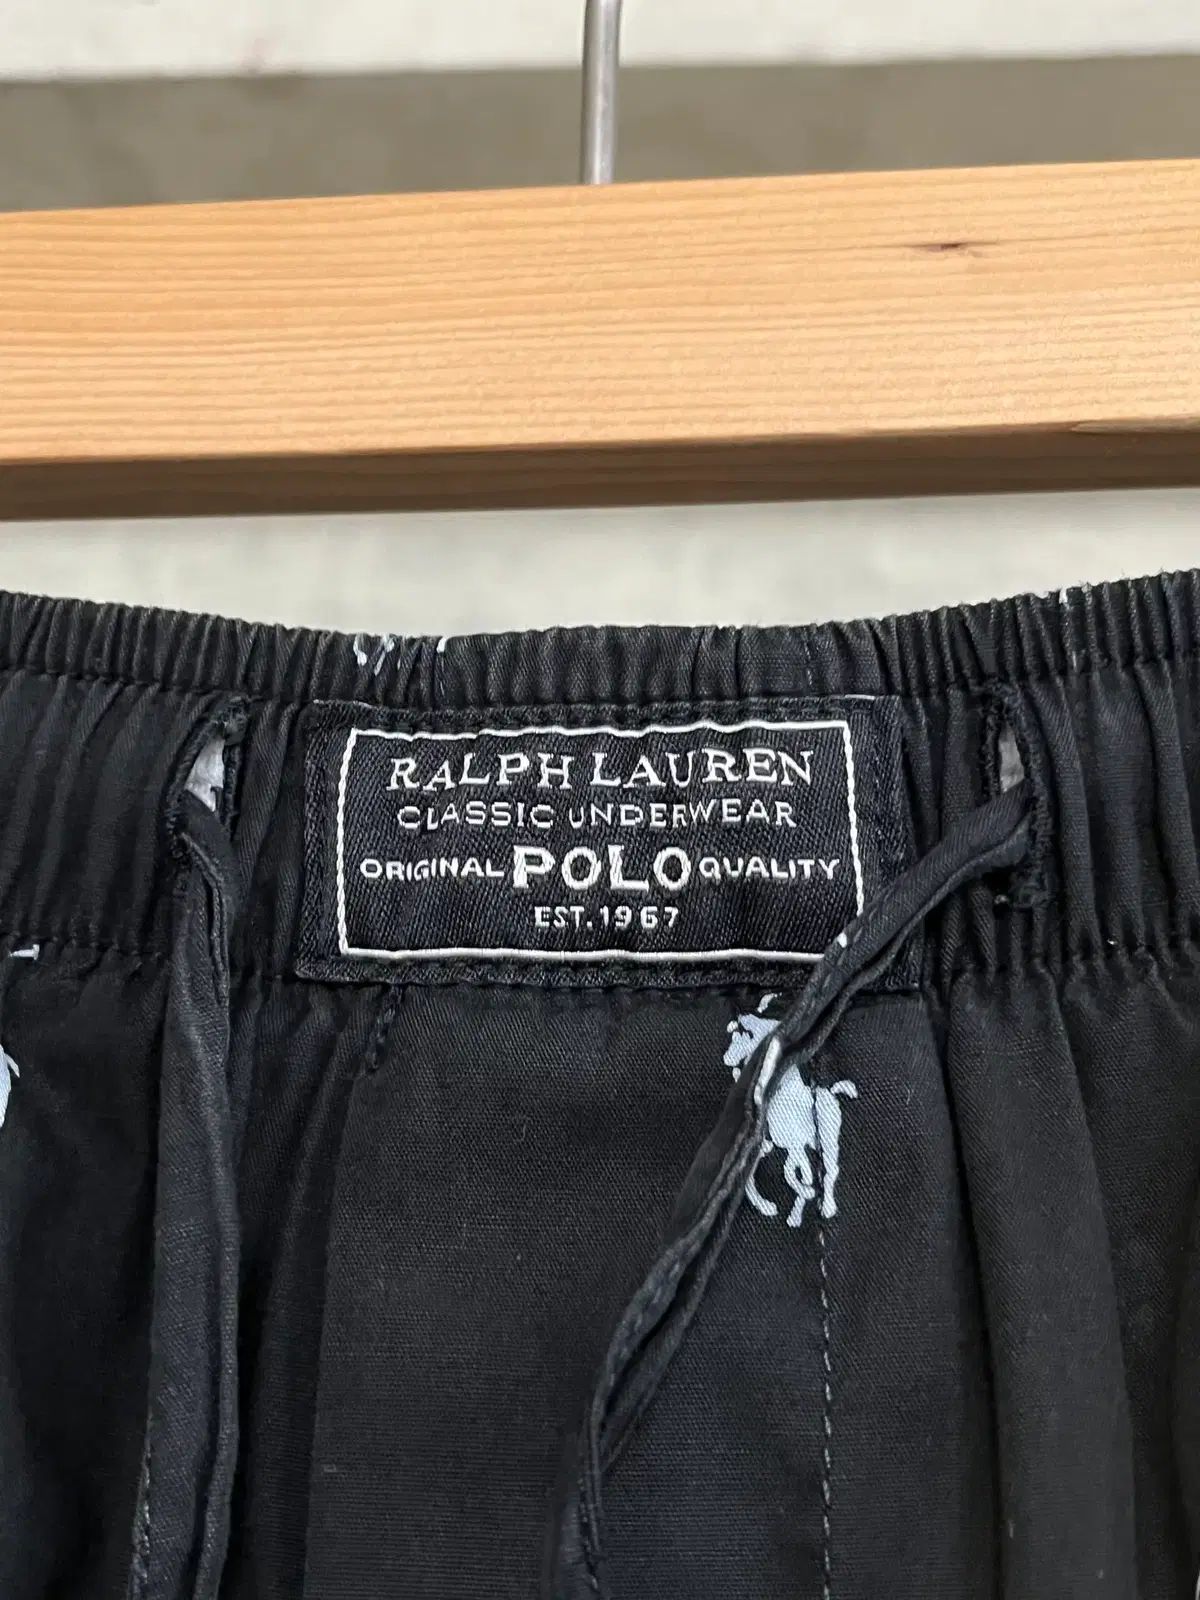 RALPH LAUREN
CLASSIC UNDERWEAR
ORIGINAL POLO QUALITY
EST. 1967